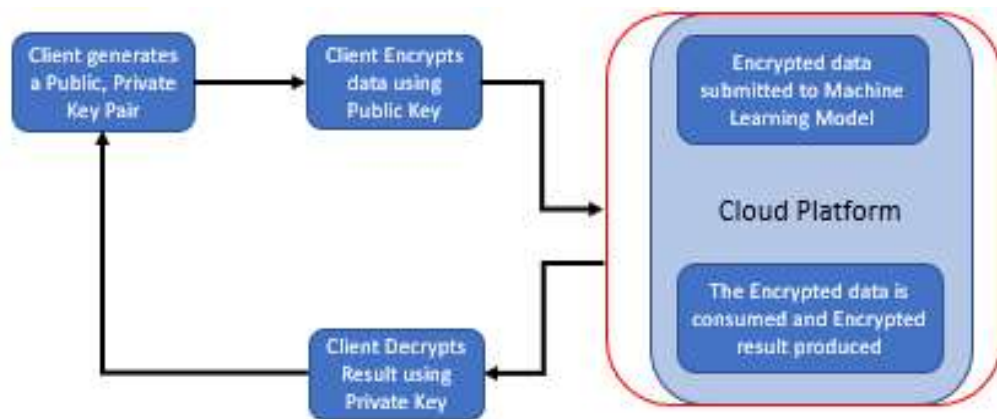 Client generates
a Public, Private
Key Pair
Client Encrypts
data using
Public Key
Encrypted data
submitted to Machine
Learning Model
Cloud Platform
The Encrypted data is
consumed and Encrypted
result produced
Client Decrypts
Result using
Private Key